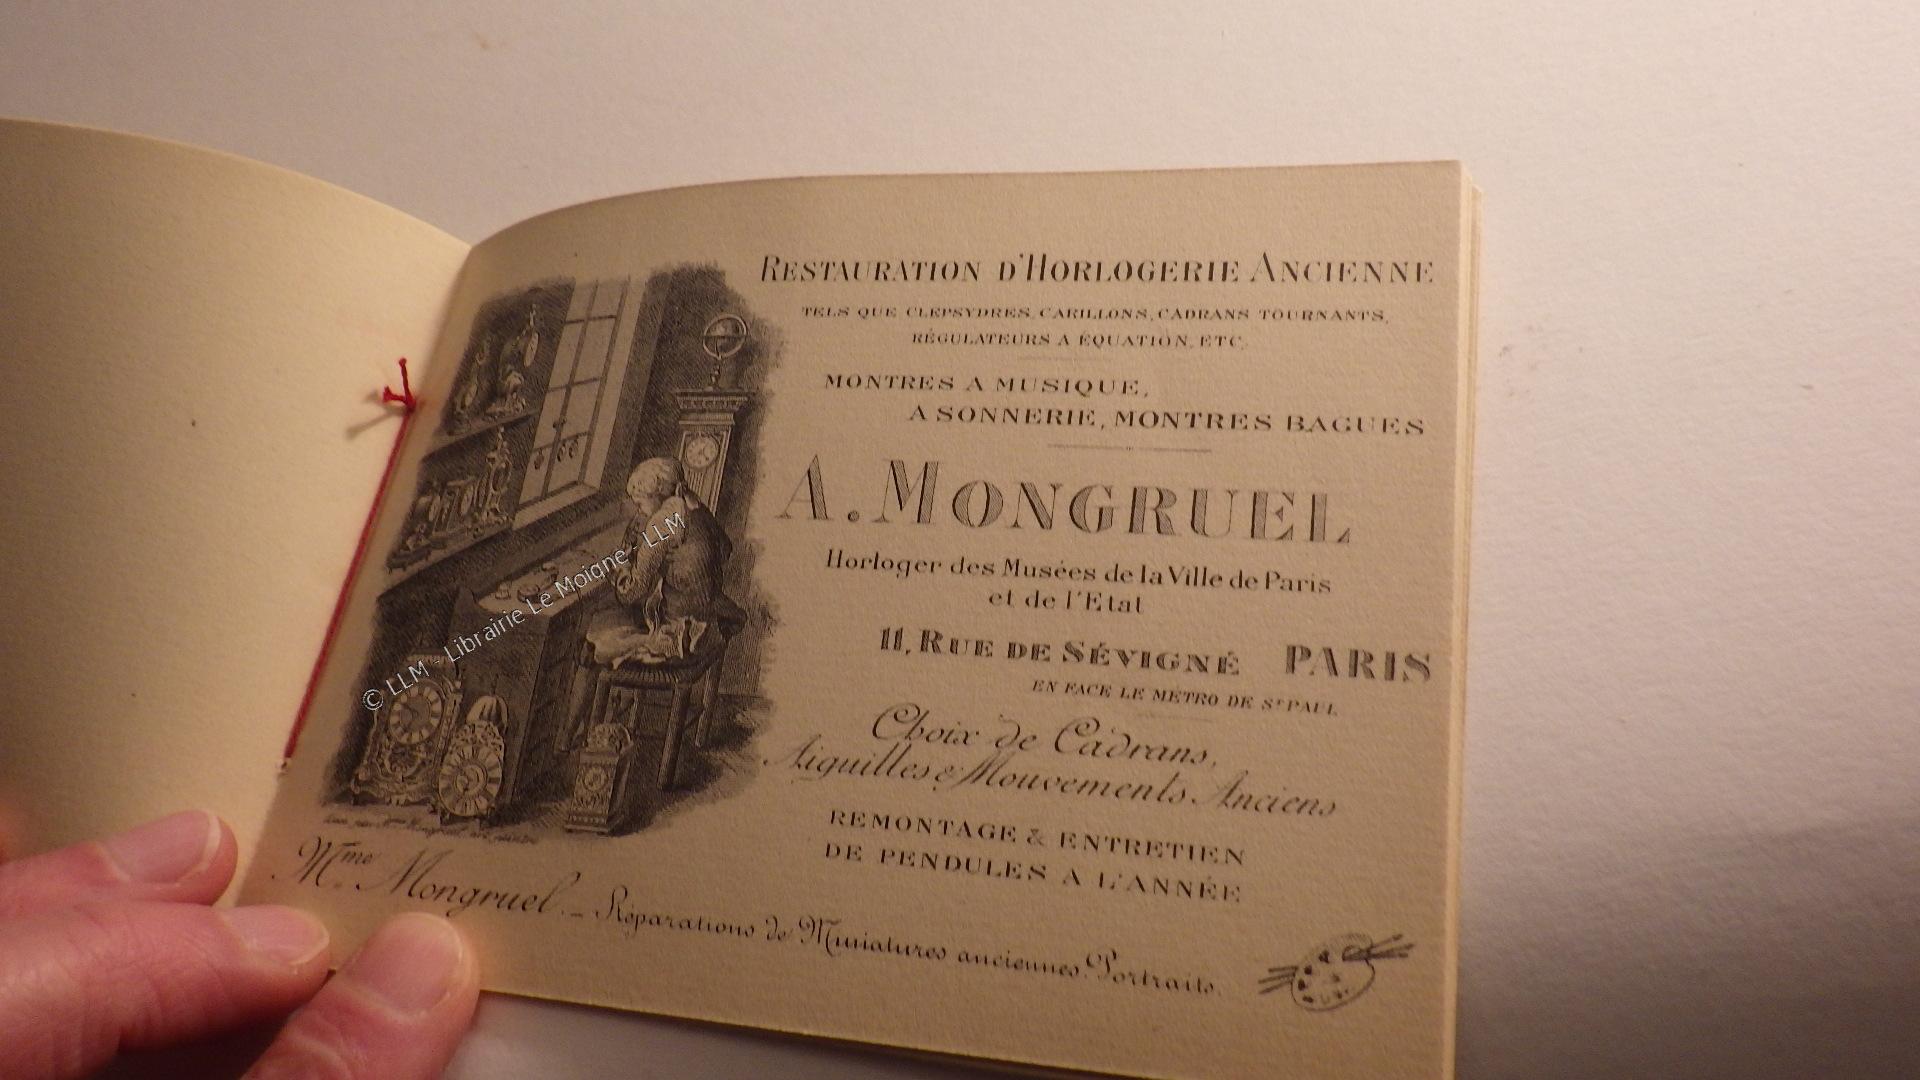 RESTAURATION D'HORLOGERIE ANCIENNE
TELS QUE CLEPSYDRES, CARILLONS, CADRANS TOURNANTS,
RÉGULATEURS A ÉQUATION, ETC.
MONTRES A MUSIQUE,
A SONNERIE, MONTRES BAGUES
A. MONGRUEL
Horloger des Musées de la Ville de Paris
et de l'Etat
11, RUE DE SÉVIGNÉ PARIS
EN FACE LE MÉTRO DE ST PAUL
Choix de Cadrans,
Aiguilles & Mouvements Anciens
REMONTAGE & ENTRETIEN
DE PENDULES A L'ANNÉE
Mme Mongruel. _ Réparations de Miniatures anciennes. Portraits.
© LLM - Librairie Le Moigne - LLM